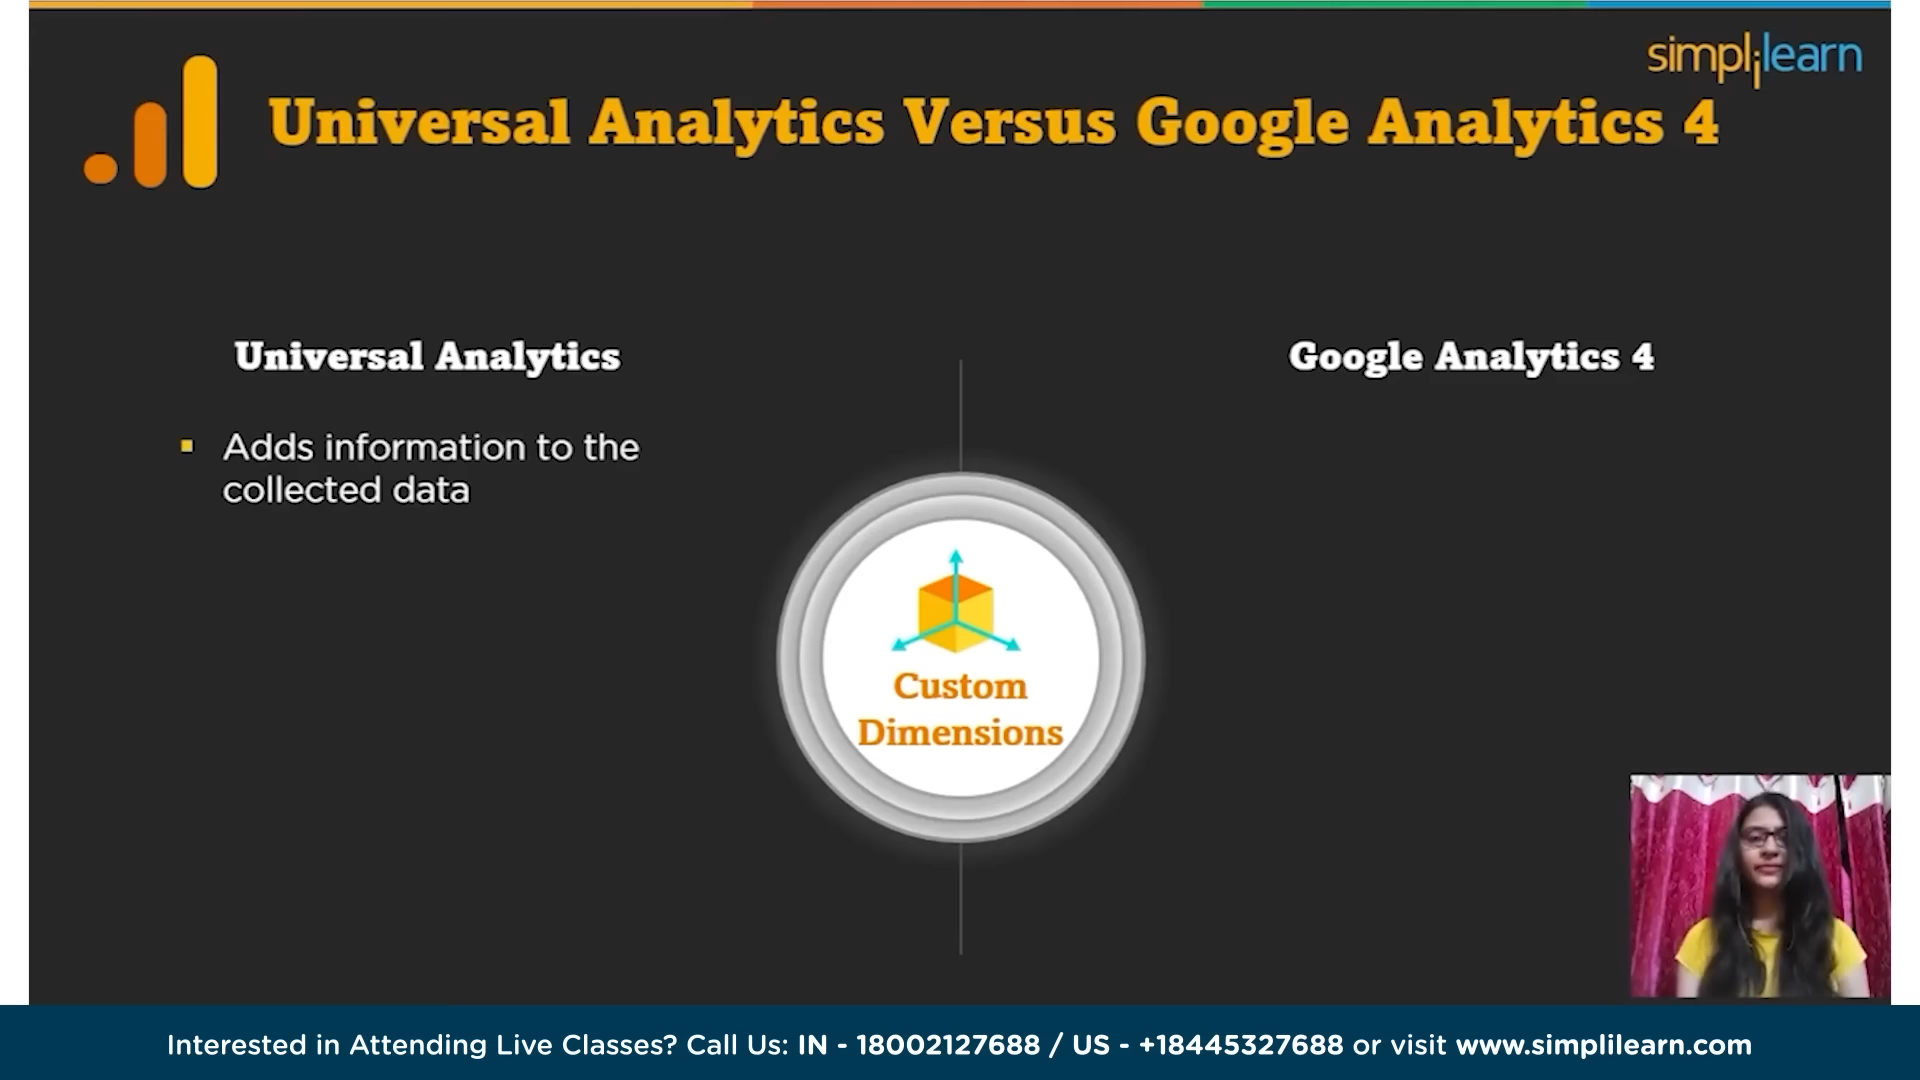 simplilearn
Universal Analytics Versus Google Analytics 4
Universal Analytics
Google Analytics 4
Adds information to the
collected data
Custom
Dimensions
Interested in Attending Live Classes? Call Us: IN - 18002127688 / US - +18445327688 or visit www.simplilearn.com